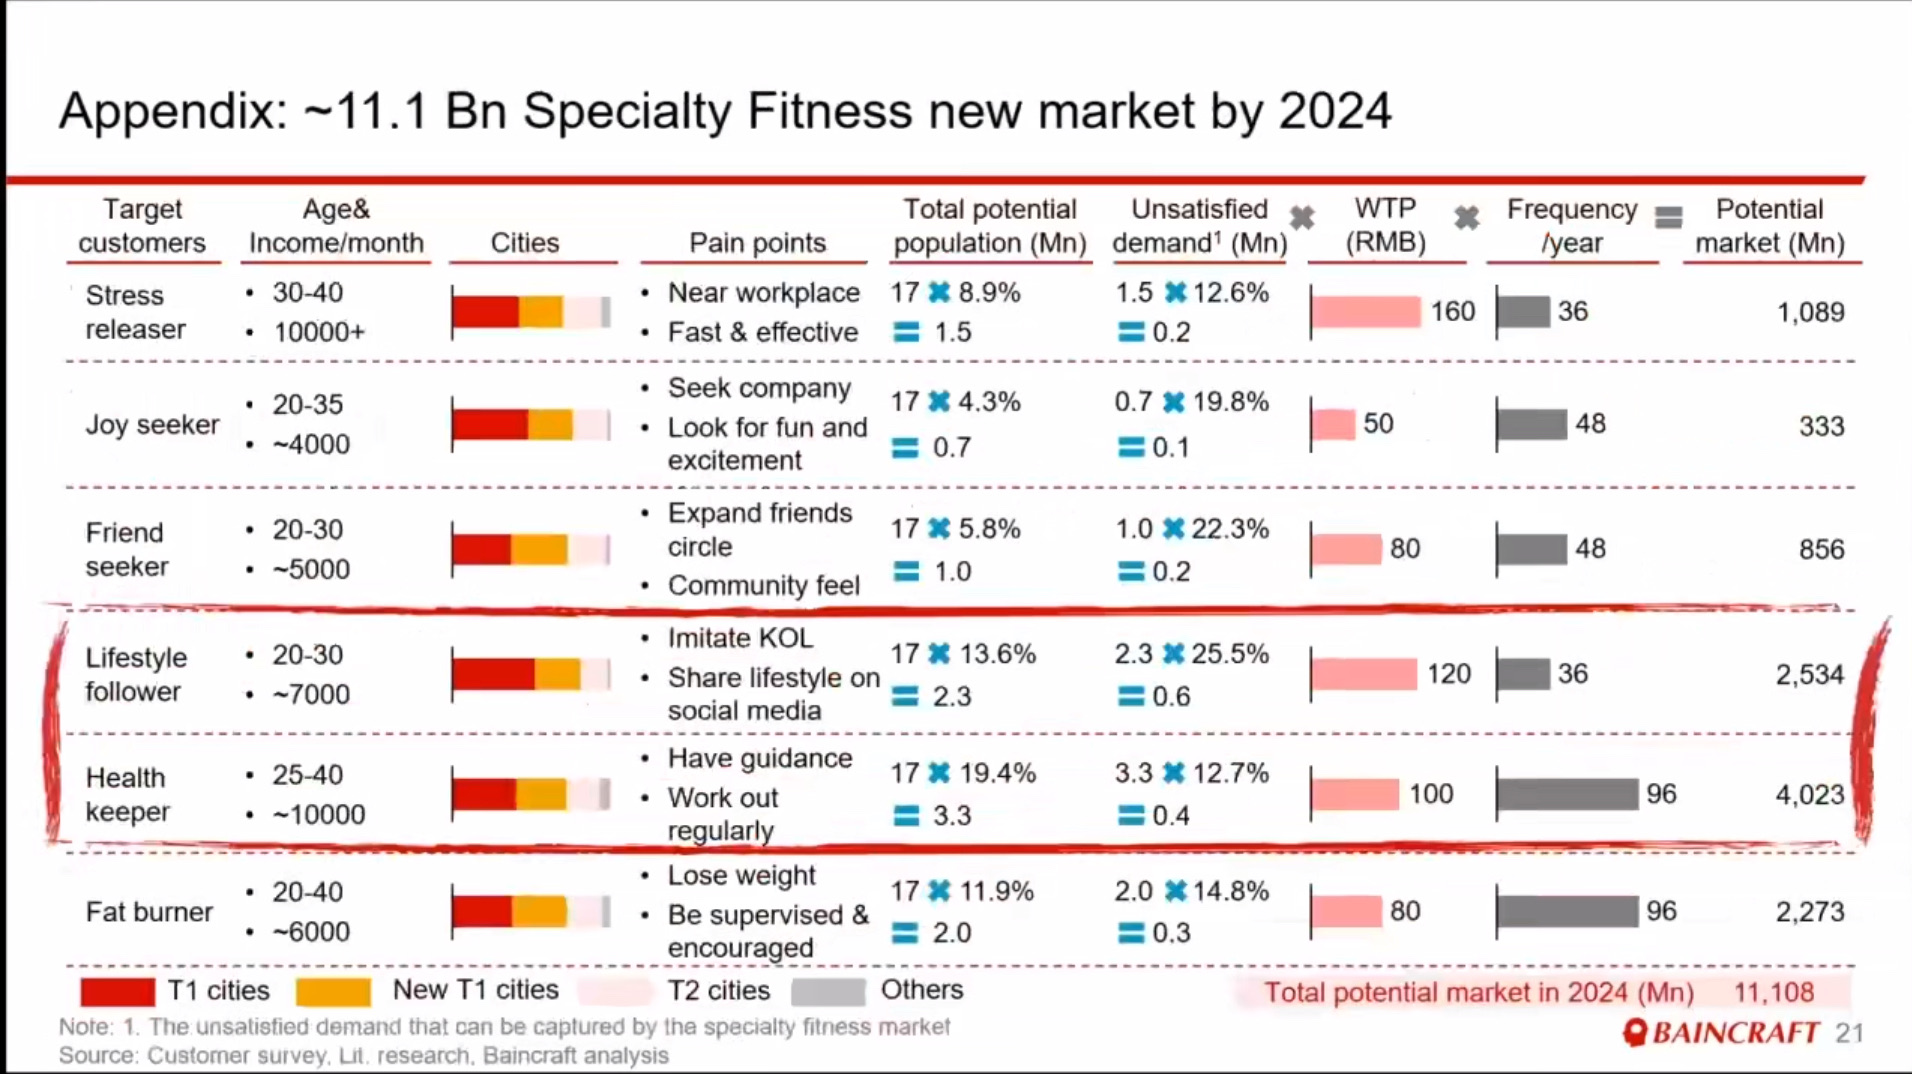 Appendix: ~11.1 Bn Specialty Fitness new market by 2024
Target customers
Age& Income/month
Cities
Pain points
Total potential population (Mn)
Unsatisfied demand¹ (Mn)
WTP (RMB)
Frequency /year
Potential market (Mn)
Stress releaser
• 30-40
• 10000+
• Near workplace
• Fast & effective
17 ✖ 8.9%
= 1.5
1.5 ✖ 12.6%
= 0.2
160
36
1,089
Joy seeker
• 20-35
• ~4000
• Seek company
• Look for fun and
excitement
17 ✖ 4.3%
= 0.7
0.7 ✖ 19.8%
= 0.1
50
48
333
Friend seeker
• 20-30
• ~5000
• Expand friends
circle
• Community feel
17 ✖ 5.8%
= 1.0
1.0 ✖ 22.3%
= 0.2
80
48
856
Lifestyle follower
• 20-30
• ~7000
• Imitate KOL
• Share lifestyle on
social media
17 ✖ 13.6%
= 2.3
2.3 ✖ 25.5%
= 0.6
120
36
2,534
Health keeper
• 25-40
• ~10000
• Have guidance
• Work out
regularly
17 ✖ 19.4%
= 3.3
3.3 ✖ 12.7%
= 0.4
100
96
4,023
Fat burner
• 20-40
• ~6000
• Lose weight
• Be supervised &
encouraged
17 ✖ 11.9%
= 2.0
2.0 ✖ 14.8%
= 0.3
80
96
2,273
T1 cities
New T1 cities
T2 cities
Others
Total potential market in 2024 (Mn) 11,108
Note: 1. The unsatisfied demand that can be captured by the specialty fitness market
Source: Customer survey, Lit. research, Baincraft analysis
BAINCRAFT 21